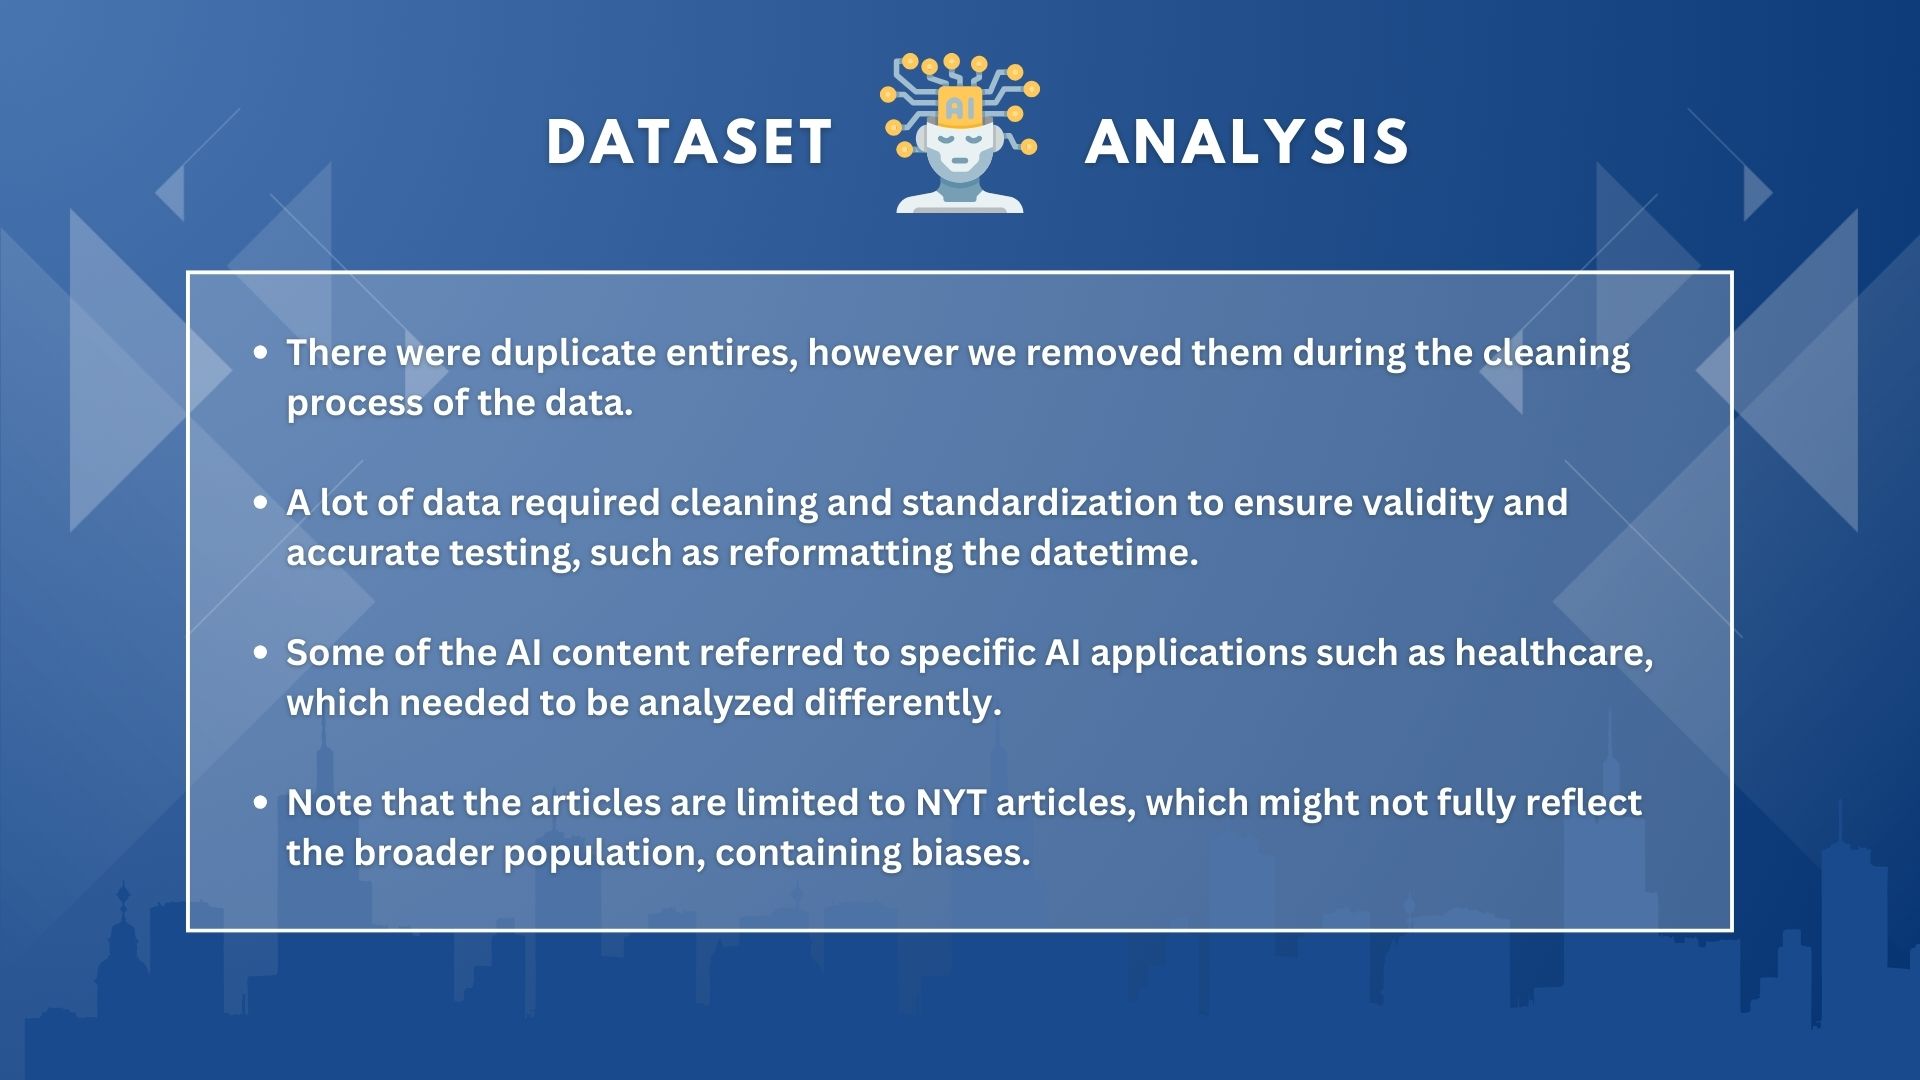 DATASET AI ANALYSIS
• There were duplicate entires, however we removed them during the cleaning
process of the data.
• A lot of data required cleaning and standardization to ensure validity and
accurate testing, such as reformatting the datetime.
• Some of the AI content referred to specific AI applications such as healthcare,
which needed to be analyzed differently.
• Note that the articles are limited to NYT articles, which might not fully reflect
the broader population, containing biases.